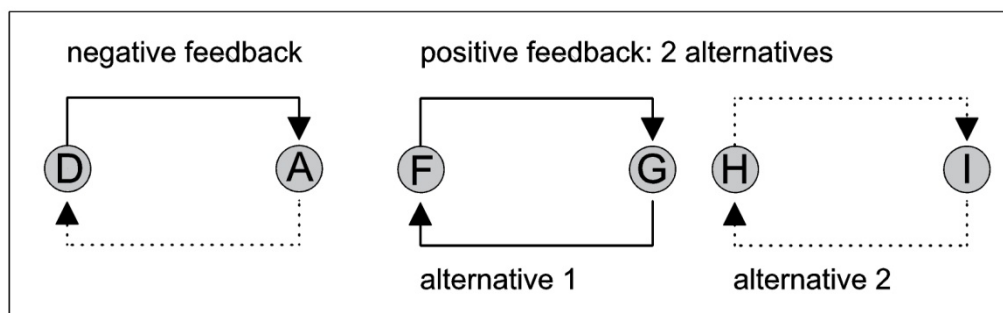 negative feedback
positive feedback: 2 alternatives
D
A
F
G
H
I
alternative 1
alternative 2